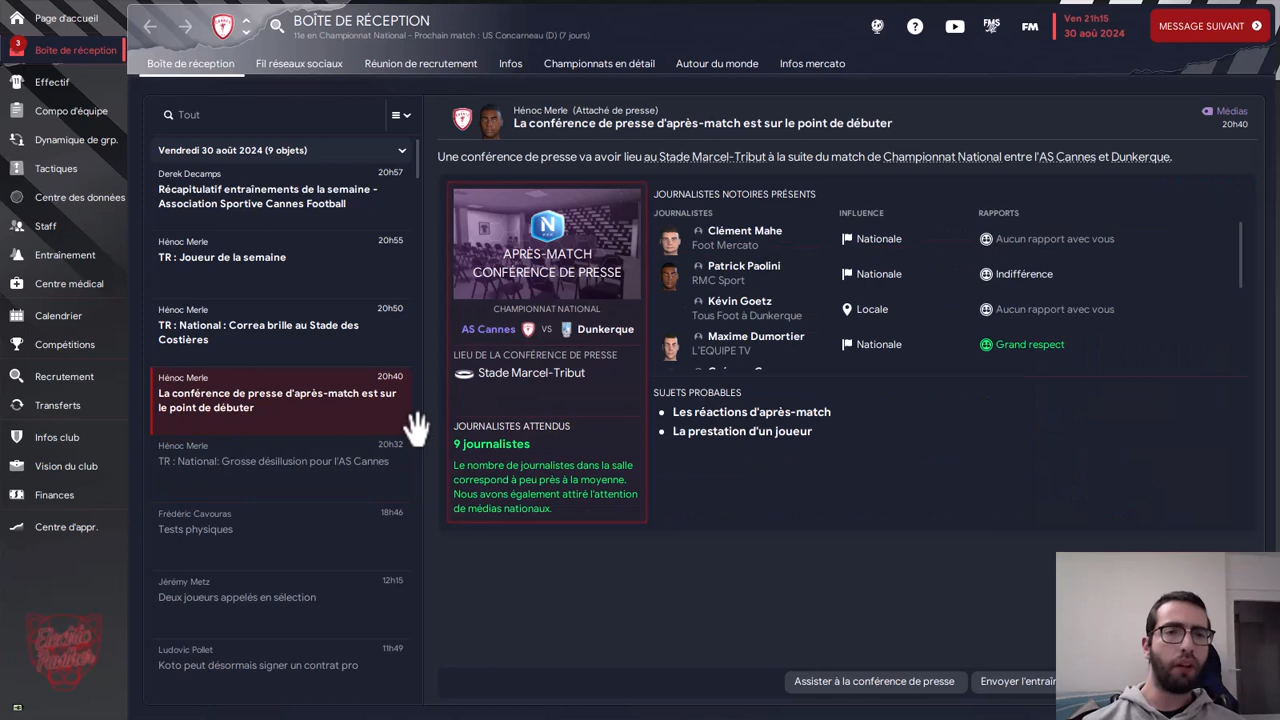 Page d'accueil
3
Boîte de réception
11
Effectif
Compo d'équipe
Dynamique de grp.
Tactiques
Centre des données
Staff
Entrainement
Centre médical
Calendrier
Compétitions
Recrutement
Transferts
Infos club
Vision du club
Finances
Centre d'appr.
Electric Panther
BOÎTE DE RÉCEPTION
11e en Championnat National - Prochain match : US Concarneau (D) (7 jours)
FMS
FM
Ven 21h15
30 aoû 2024
MESSAGE SUIVANT
Boîte de réception
Fil réseaux sociaux
Réunion de recrutement
Infos
Championnats en détail
Autour du monde
Infos mercato
Tout
Vendredi 30 août 2024 (9 objets)
Derek Decamps
20h57
Récapitulatif entraînements de la semaine -
Association Sportive Cannes Football
Hénoc Merle
20h55
TR : Joueur de la semaine
Hénoc Merle
20h50
TR : National : Correa brille au Stade des
Costières
Hénoc Merle
20h40
La conférence de presse d'après-match est sur
le point de débuter
Hénoc Merle
20h32
TR : National: Grosse désillusion pour l'AS Cannes
Frédéric Cavouras
18h46
Tests physiques
Jérémy Metz
12h15
Deux joueurs appelés en sélection
Ludovic Pollet
11h49
Koto peut désormais signer un contrat pro
Hénoc Merle (Attaché de presse)
La conférence de presse d'après-match est sur le point de débuter
Médias
20h40
Une conférence de presse va avoir lieu au Stade Marcel-Tribut à la suite du match de Championnat National entre l'AS Cannes et Dunkerque.
APRÈS-MATCH
CONFÉRENCE DE PRESSE
CHAMPIONNAT NATIONAL
AS Cannes VS Dunkerque
LIEU DE LA CONFÉRENCE DE PRESSE
Stade Marcel-Tribut
JOURNALISTES ATTENDUS
9 journalistes
Le nombre de journalistes dans la salle
correspond à peu près à la moyenne.
Nous avons également attiré l'attention
de médias nationaux.
JOURNALISTES NOTOIRES PRÉSENTS
JOURNALISTES INFLUENCE RAPPORTS
Clément Mahe
Foot Mercato
Nationale
Aucun rapport avec vous
Patrick Paolini
RMC Sport
Nationale
Indifférence
Kévin Goetz
Tous Foot à Dunkerque
Locale
Aucun rapport avec vous
Maxime Dumortier
L'EQUIPE TV
Nationale
Grand respect
SUJETS PROBABLES
Les réactions d'après-match
La prestation d'un joueur
Assister à la conférence de presse
Envoyer l'entraîn